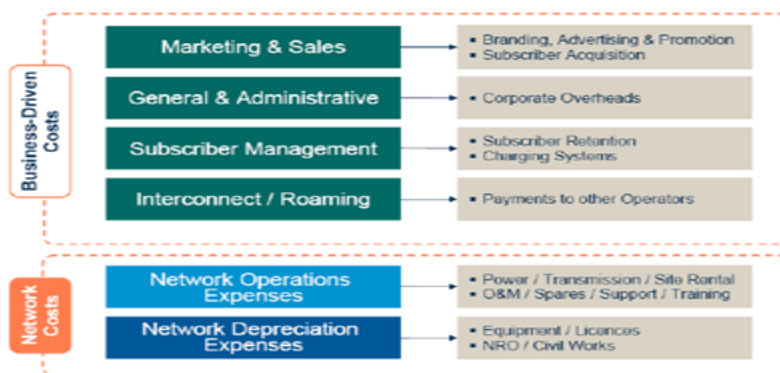 Business-Driven
Costs
Marketing & Sales
▪ Branding, Advertising & Promotion
▪ Subscriber Acquisition
General & Administrative
▪ Corporate Overheads
Subscriber Management
▪ Subscriber Retention
▪ Charging Systems
Interconnect / Roaming
▪ Payments to other Operators
Network
Costs
Network Operations
Expenses
▪ Power / Transmission / Site Rental
▪ O&M / Spares / Support / Training
Network Depreciation
Expenses
▪ Equipment / Licences
▪ NRO / Civil Works